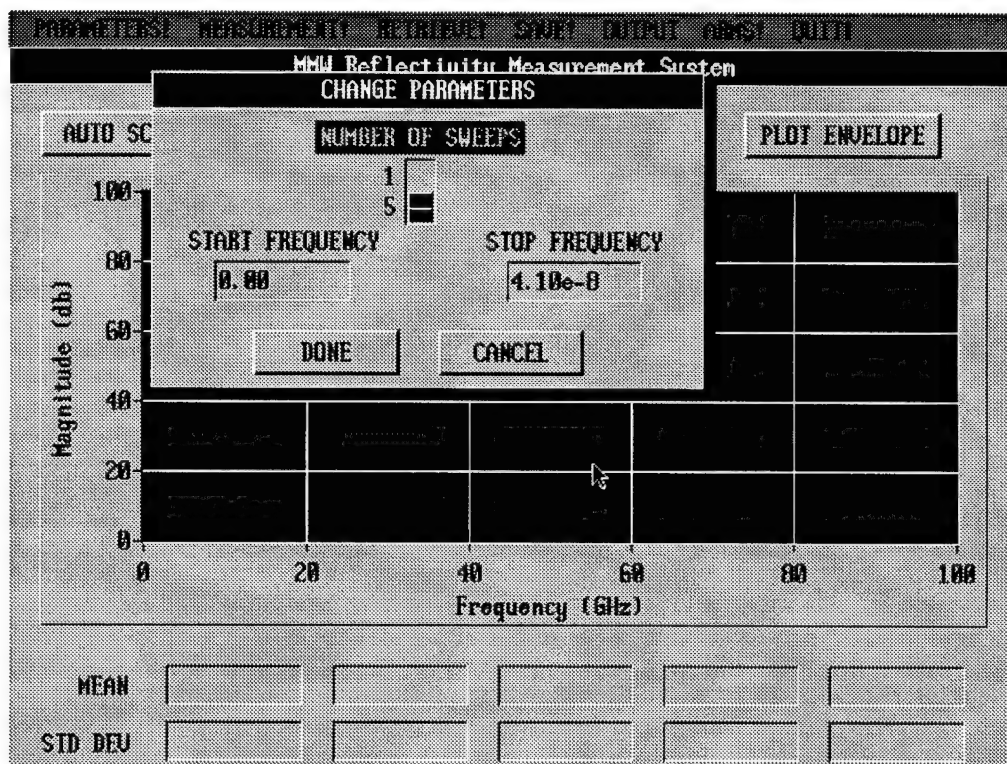 PARAMETERS! MEASUREMENT! RETRIEVE! SAVE! OUTPUT ARMS! QUIT!
MMW Reflectivity Measurement System
CHANGE PARAMETERS
AUTO SC
NUMBER OF SWEEPS
PLOT ENVELOPE
1
5
START FREQUENCY
STOP FREQUENCY
0.00
4.10e-8
DONE
CANCEL
Magnitude (db)
100
80
60
40
20
0
0 20 40 60 80 100
Frequency (GHz)
MEAN
STD DEV